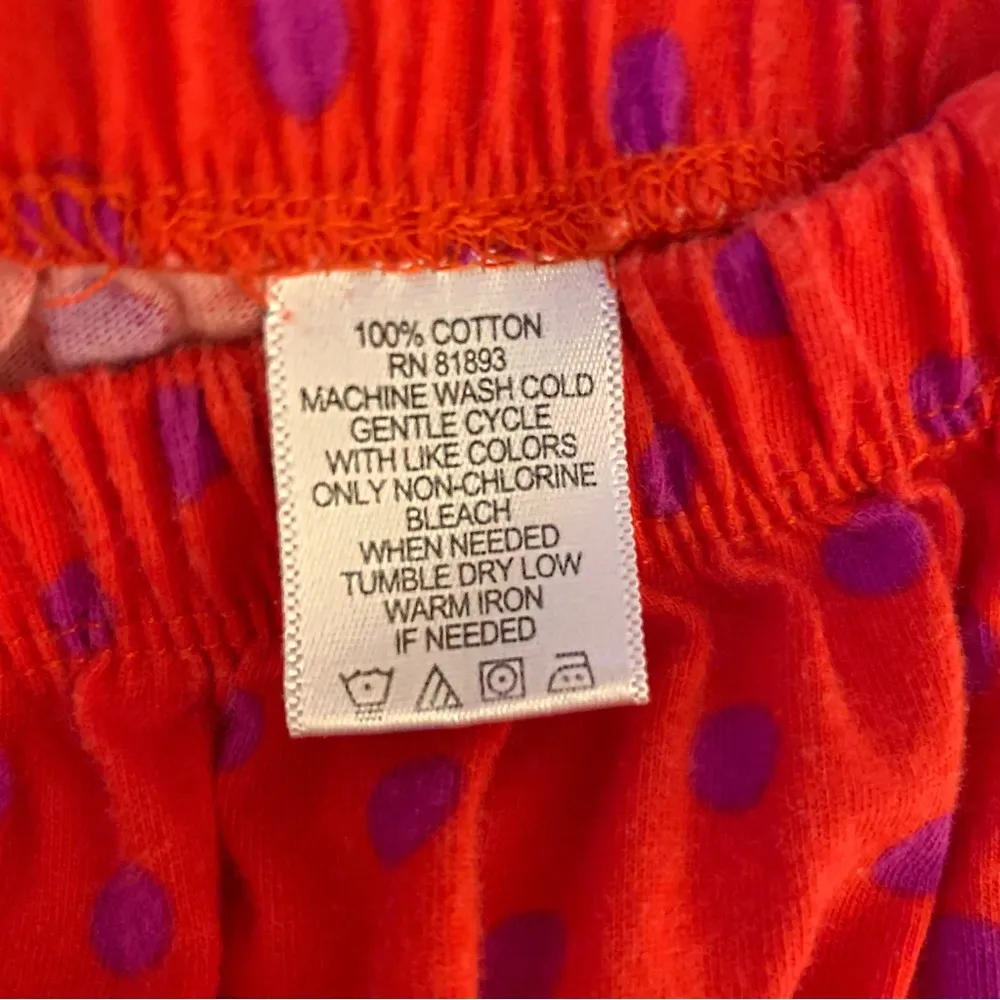 100% COTTON
RN 81893
MACHINE WASH COLD
GENTLE CYCLE
WITH LIKE COLORS
ONLY NON-CHLORINE
BLEACH
WHEN NEEDED
TUMBLE DRY LOW
WARM IRON
IF NEEDED